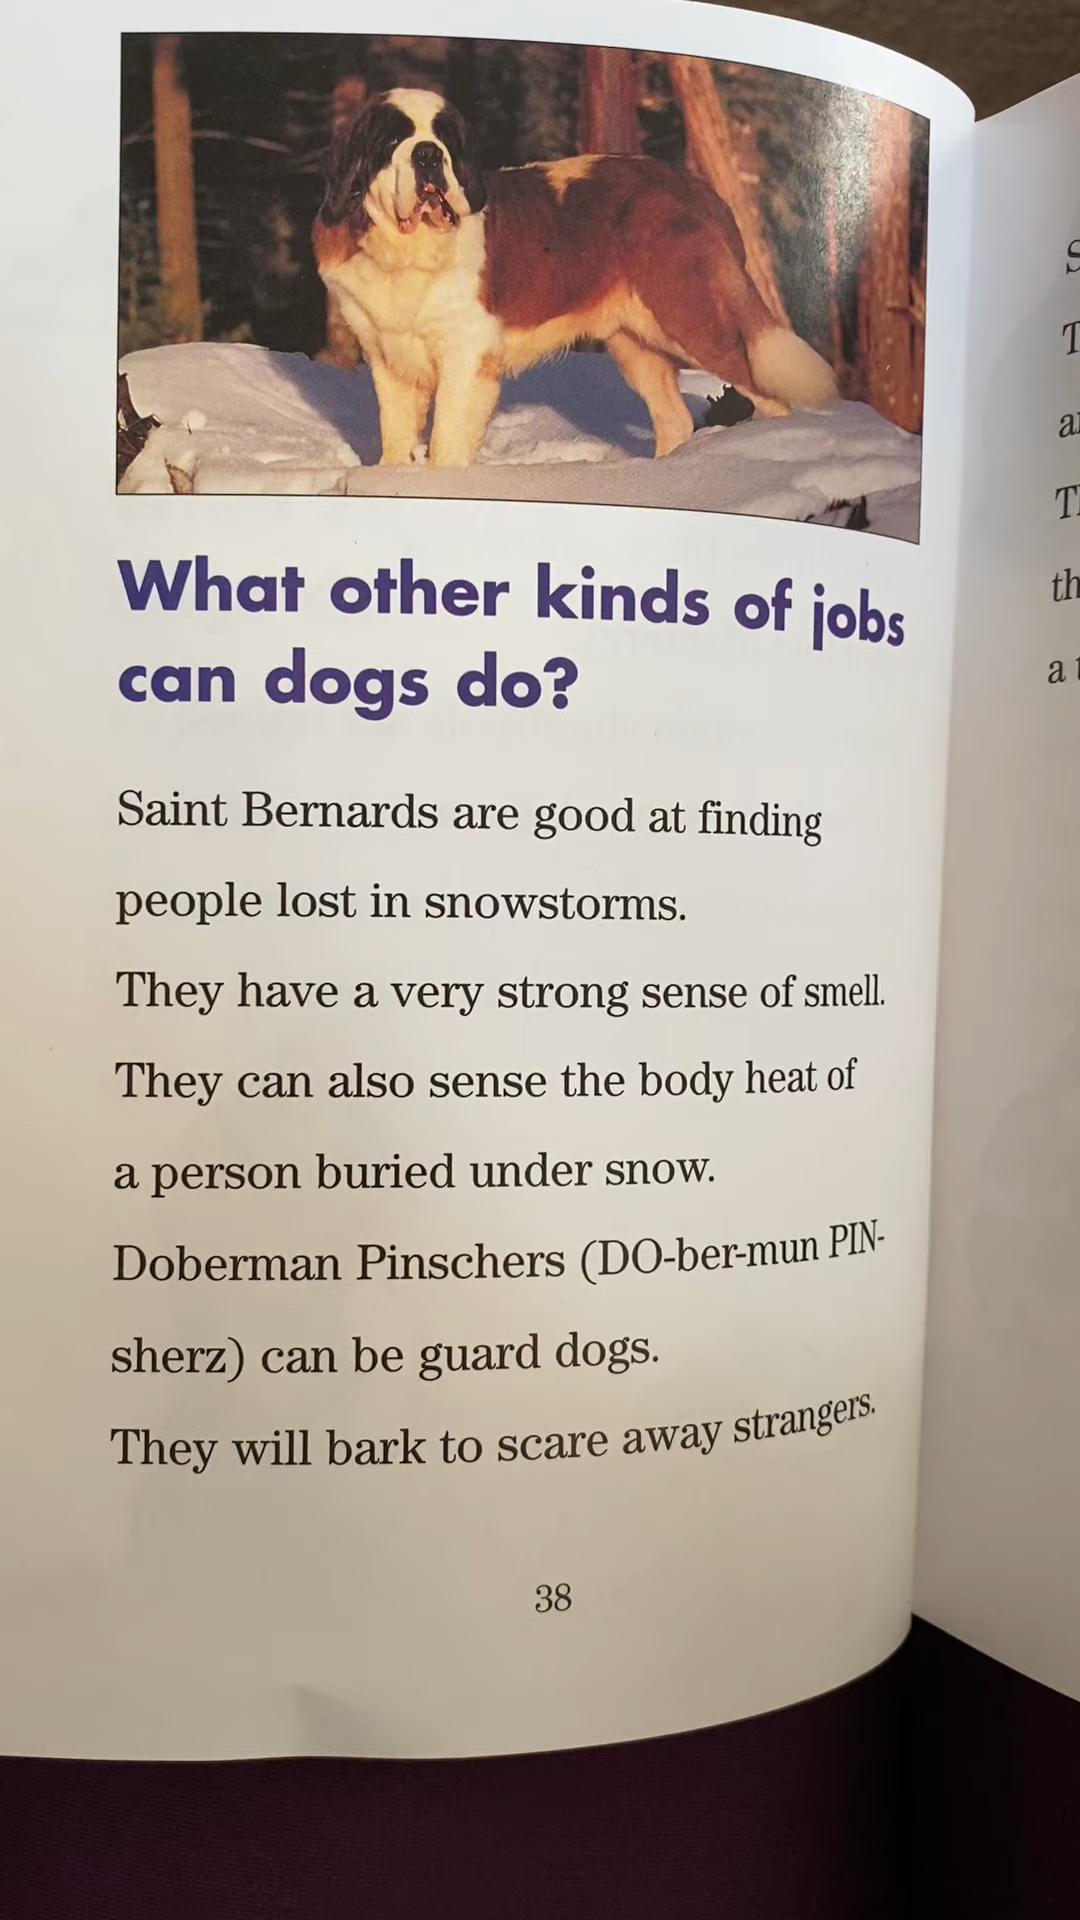 What other kinds of jobs
can dogs do?
Saint Bernards are good at finding
people lost in snowstorms.
They have a very strong sense of smell.
They can also sense the body heat of
a person buried under snow.
Doberman Pinschers (DO-ber-mun PIN-
sherz) can be guard dogs.
They will bark to scare away strangers.
38